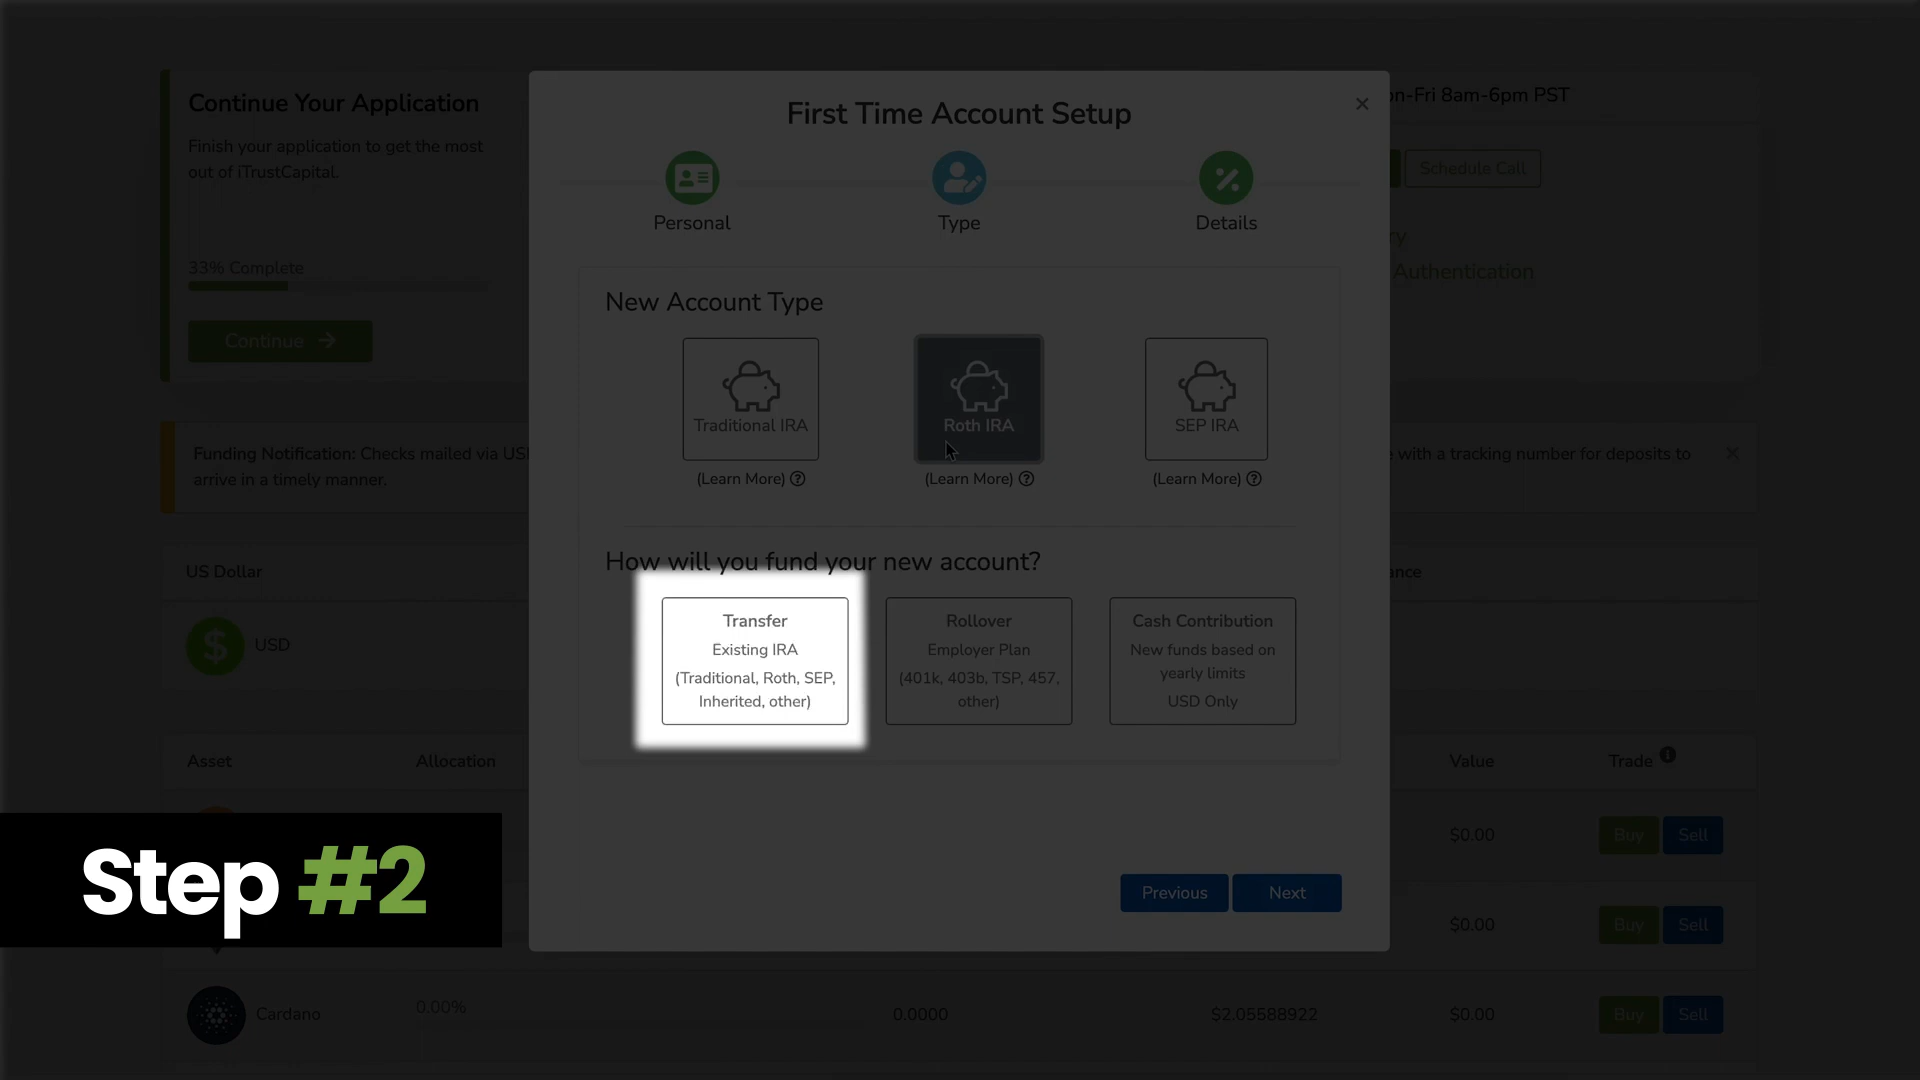 Continue Your Application
Finish your application to get the most
out of iTrustCapital.
33% Complete
Continue
First Time Account Setup
Personal
Type
Details
on-Fri 8am-6pm PST
Schedule Call
Authentication
New Account Type
Traditional IRA
Roth IRA
SEP IRA
(Learn More)
(Learn More)
(Learn More)
Funding Notification: Checks mailed via US
arrive in a timely manner.
with a tracking number for deposits to
How will you fund your new account?
Transfer
Existing IRA
(Traditional, Roth, SEP,
Inherited, other)
Rollover
Employer Plan
(401k, 403b, TSP, 457,
other)
Cash Contribution
New funds based on
yearly limits
USD Only
US Dollar
USD
Asset
Allocation
Value
Trade
$0.00
Buy
Sell
Previous
Next
Step #2
$0.00
Buy
Sell
Cardano
0.00%
0.0000
$2.05588922
$0.00
Buy
Sell